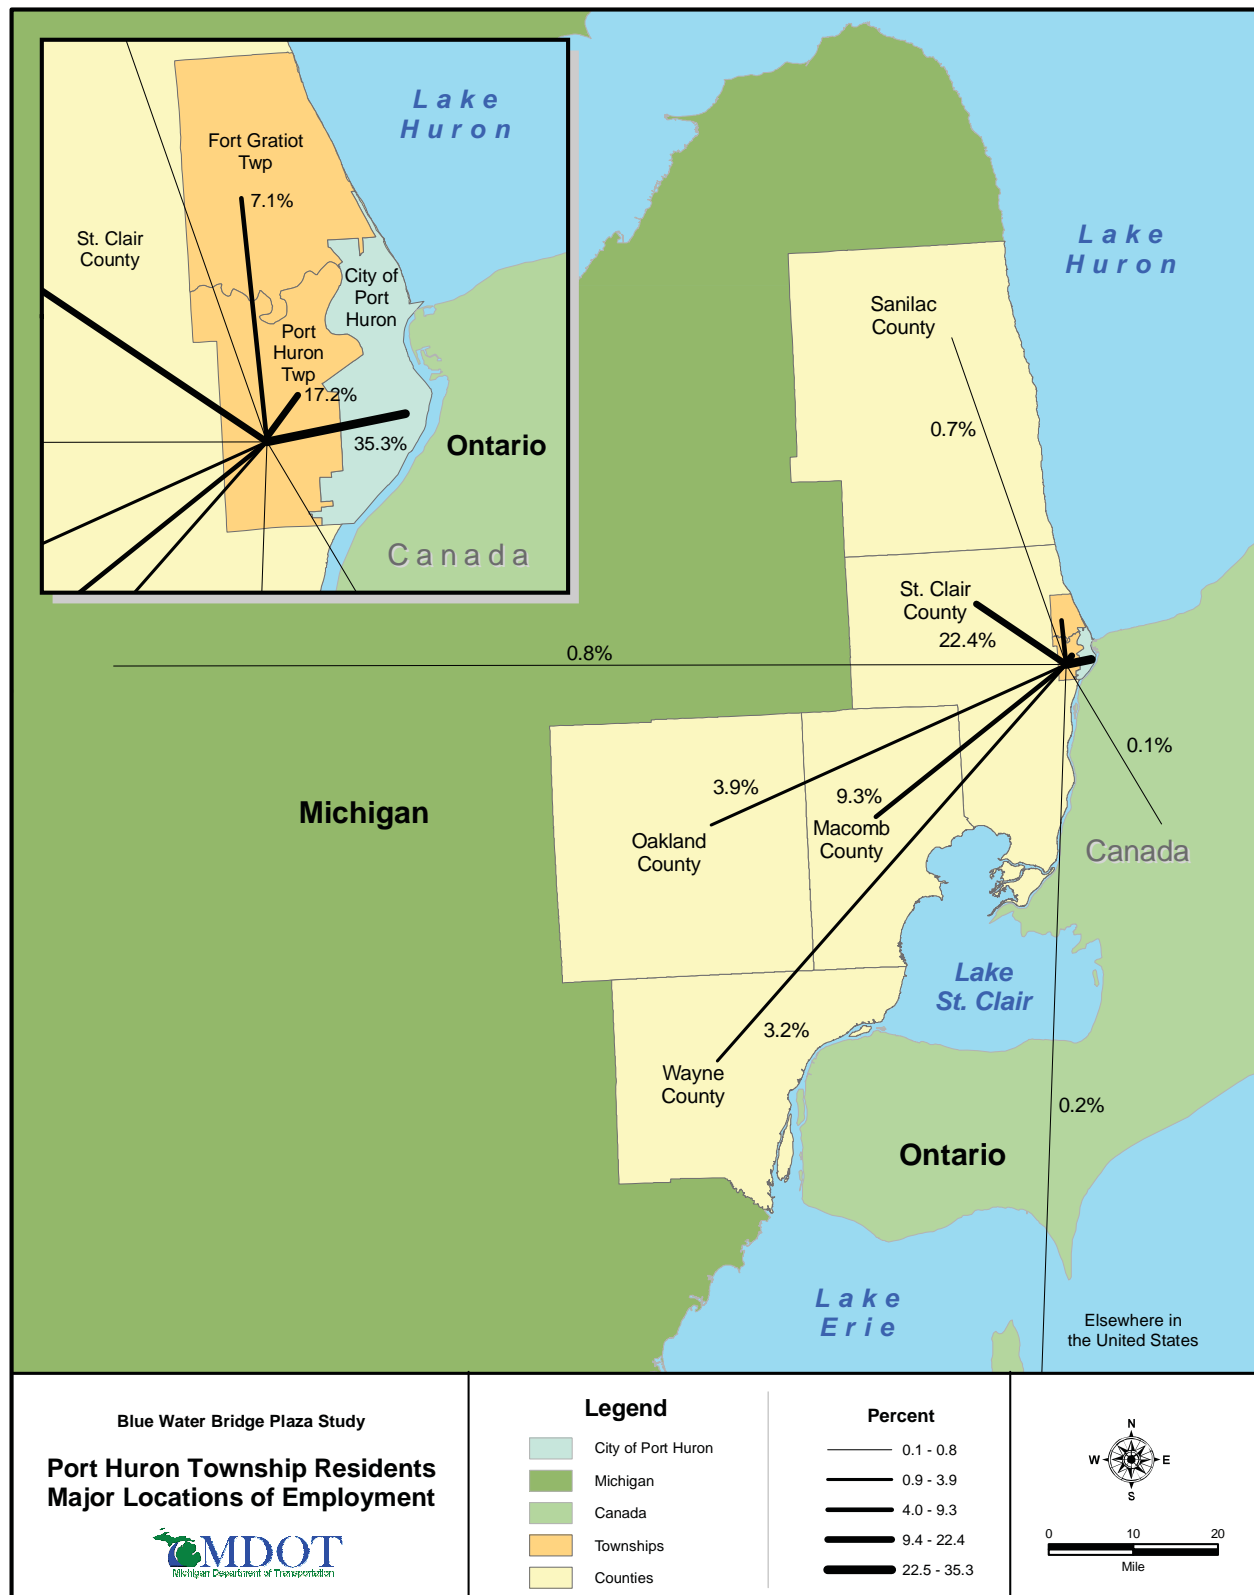 Lake
Huron
Fort Gratiot
Twp
7.1%
St. Clair
County
City of
Port
Huron
Port
Huron
Twp
17.2%
35.3%
Ontario
Canada
Lake
Huron
Sanilac
County
0.7%
St. Clair
County
22.4%
0.8%
0.1%
Michigan
3.9%
9.3%
Oakland
County
Macomb
County
Canada
Lake
St. Clair
3.2%
Wayne
County
0.2%
Ontario
Lake
Erie
Elsewhere in
the United States
Blue Water Bridge Plaza Study
Port Huron Township Residents
Major Locations of Employment
MDOT
Michigan Department of Transportation
Legend
City of Port Huron
Michigan
Canada
Townships
Counties
Percent
0.1 - 0.8
0.9 - 3.9
4.0 - 9.3
9.4 - 22.4
22.5 - 35.3
N
W E
S
0 10 20
Mile